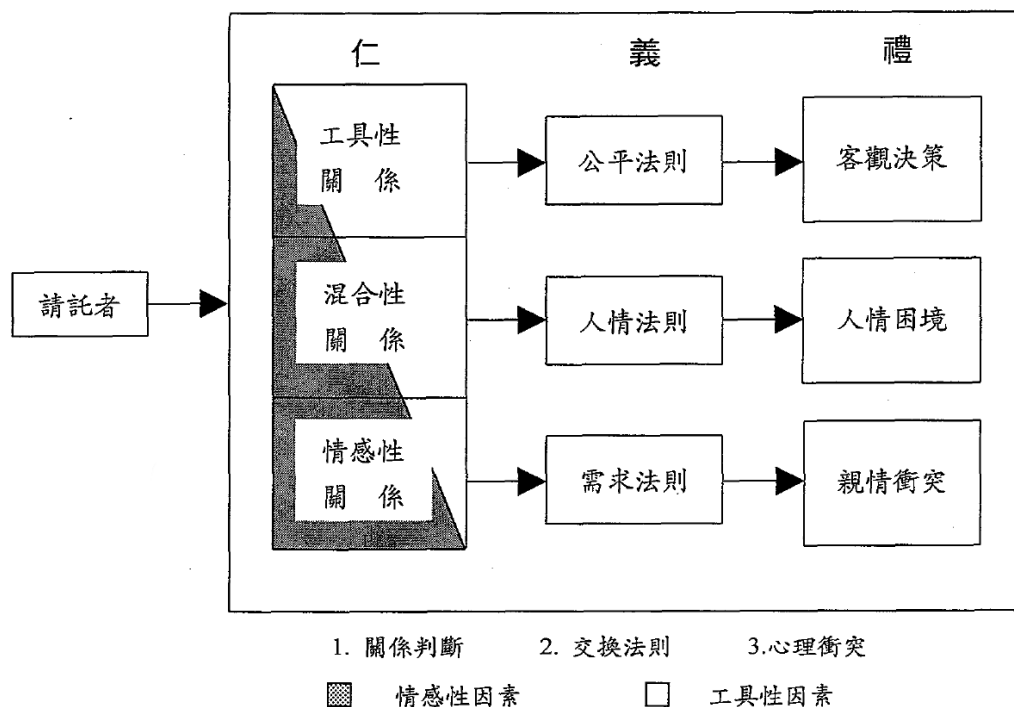 仁 義 禮
工具性
關 係
公平法則
客觀決策
請託者
混合性
關 係
人情法則
人情困境
情感性
關 係
需求法則
親情衝突
1. 關係判斷 2. 交換法則 3.心理衝突
情感性因素 工具性因素